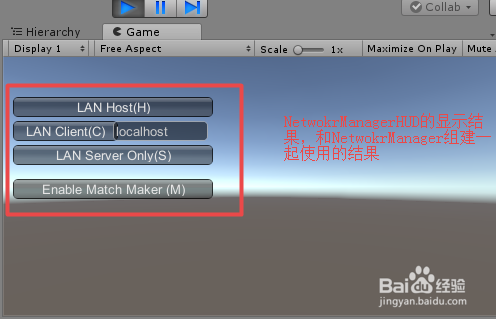 Collab
Hierarchy
Game
Display 1
Free Aspect
Scale
1x
Maximize On Play
Mute
LAN Host(H)
LAN Client(C)
localhost
LAN Server Only(S)
Enable Match Maker (M)
NetwokrManagerHUD的显示结
果，和NetwokrManager组建一
起使用的结果
Bai百度经验
jingyan.baidu.com